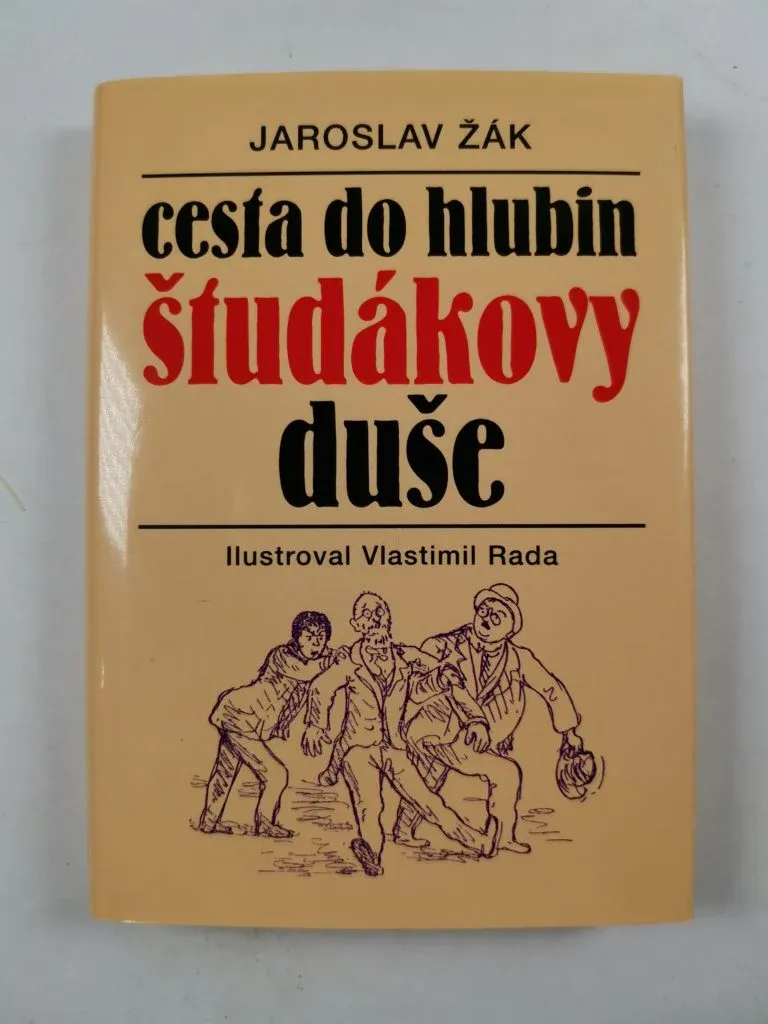 JAROSLAV ŽÁK
cesta do hlubin
študákovy
duše
Ilustroval Vlastimil Rada